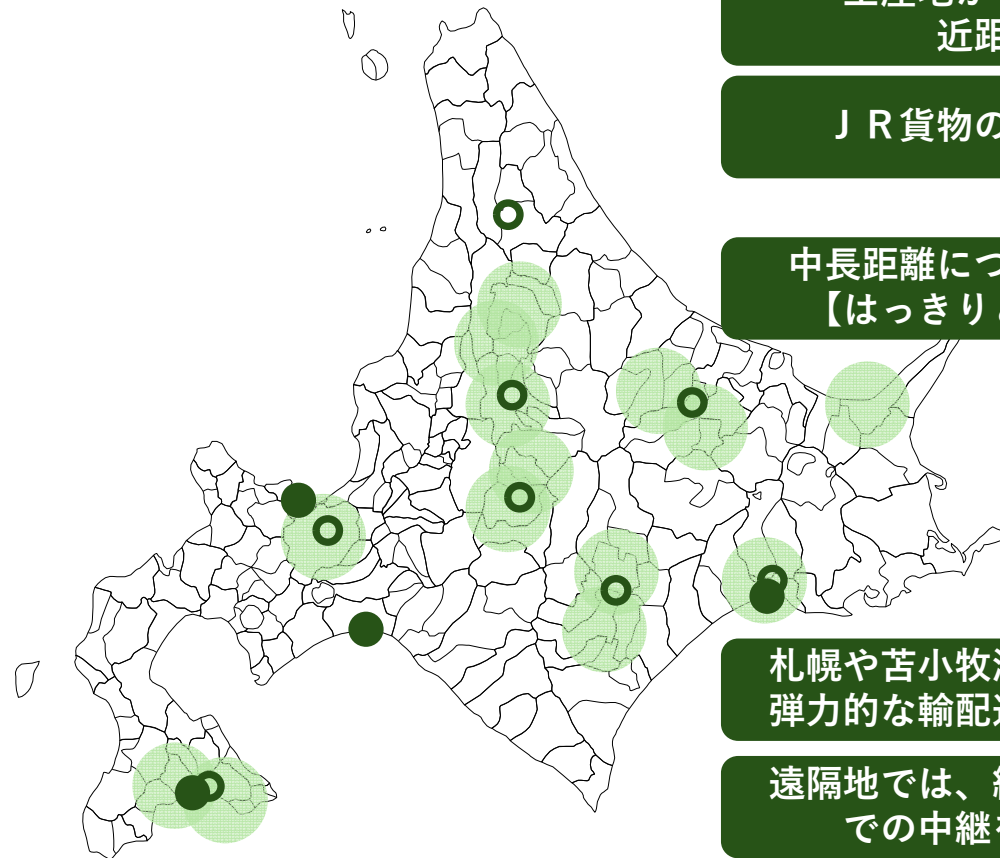 近距
ＪＲ貨物の
中長距離につ
【はっきり
札幌や苫小牧
弾力的な輸配
遠隔地では、
での中継